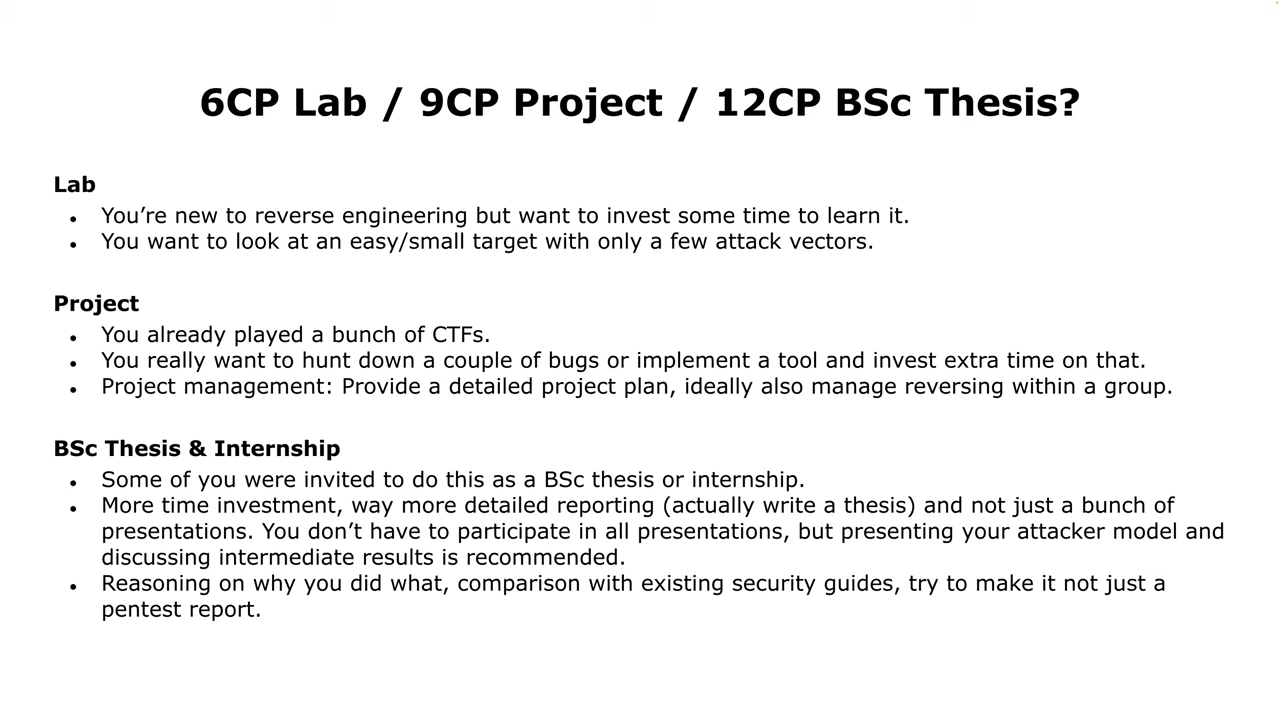 6CP Lab / 9CP Project / 12CP BSc Thesis?
Lab
• You’re new to reverse engineering but want to invest some time to learn it.
• You want to look at an easy/small target with only a few attack vectors.
Project
• You already played a bunch of CTFs.
• You really want to hunt down a couple of bugs or implement a tool and invest extra time on that.
• Project management: Provide a detailed project plan, ideally also manage reversing within a group.
BSc Thesis & Internship
• Some of you were invited to do this as a BSc thesis or internship.
• More time investment, way more detailed reporting (actually write a thesis) and not just a bunch of
presentations. You don’t have to participate in all presentations, but presenting your attacker model and
discussing intermediate results is recommended.
• Reasoning on why you did what, comparison with existing security guides, try to make it not just a
pentest report.